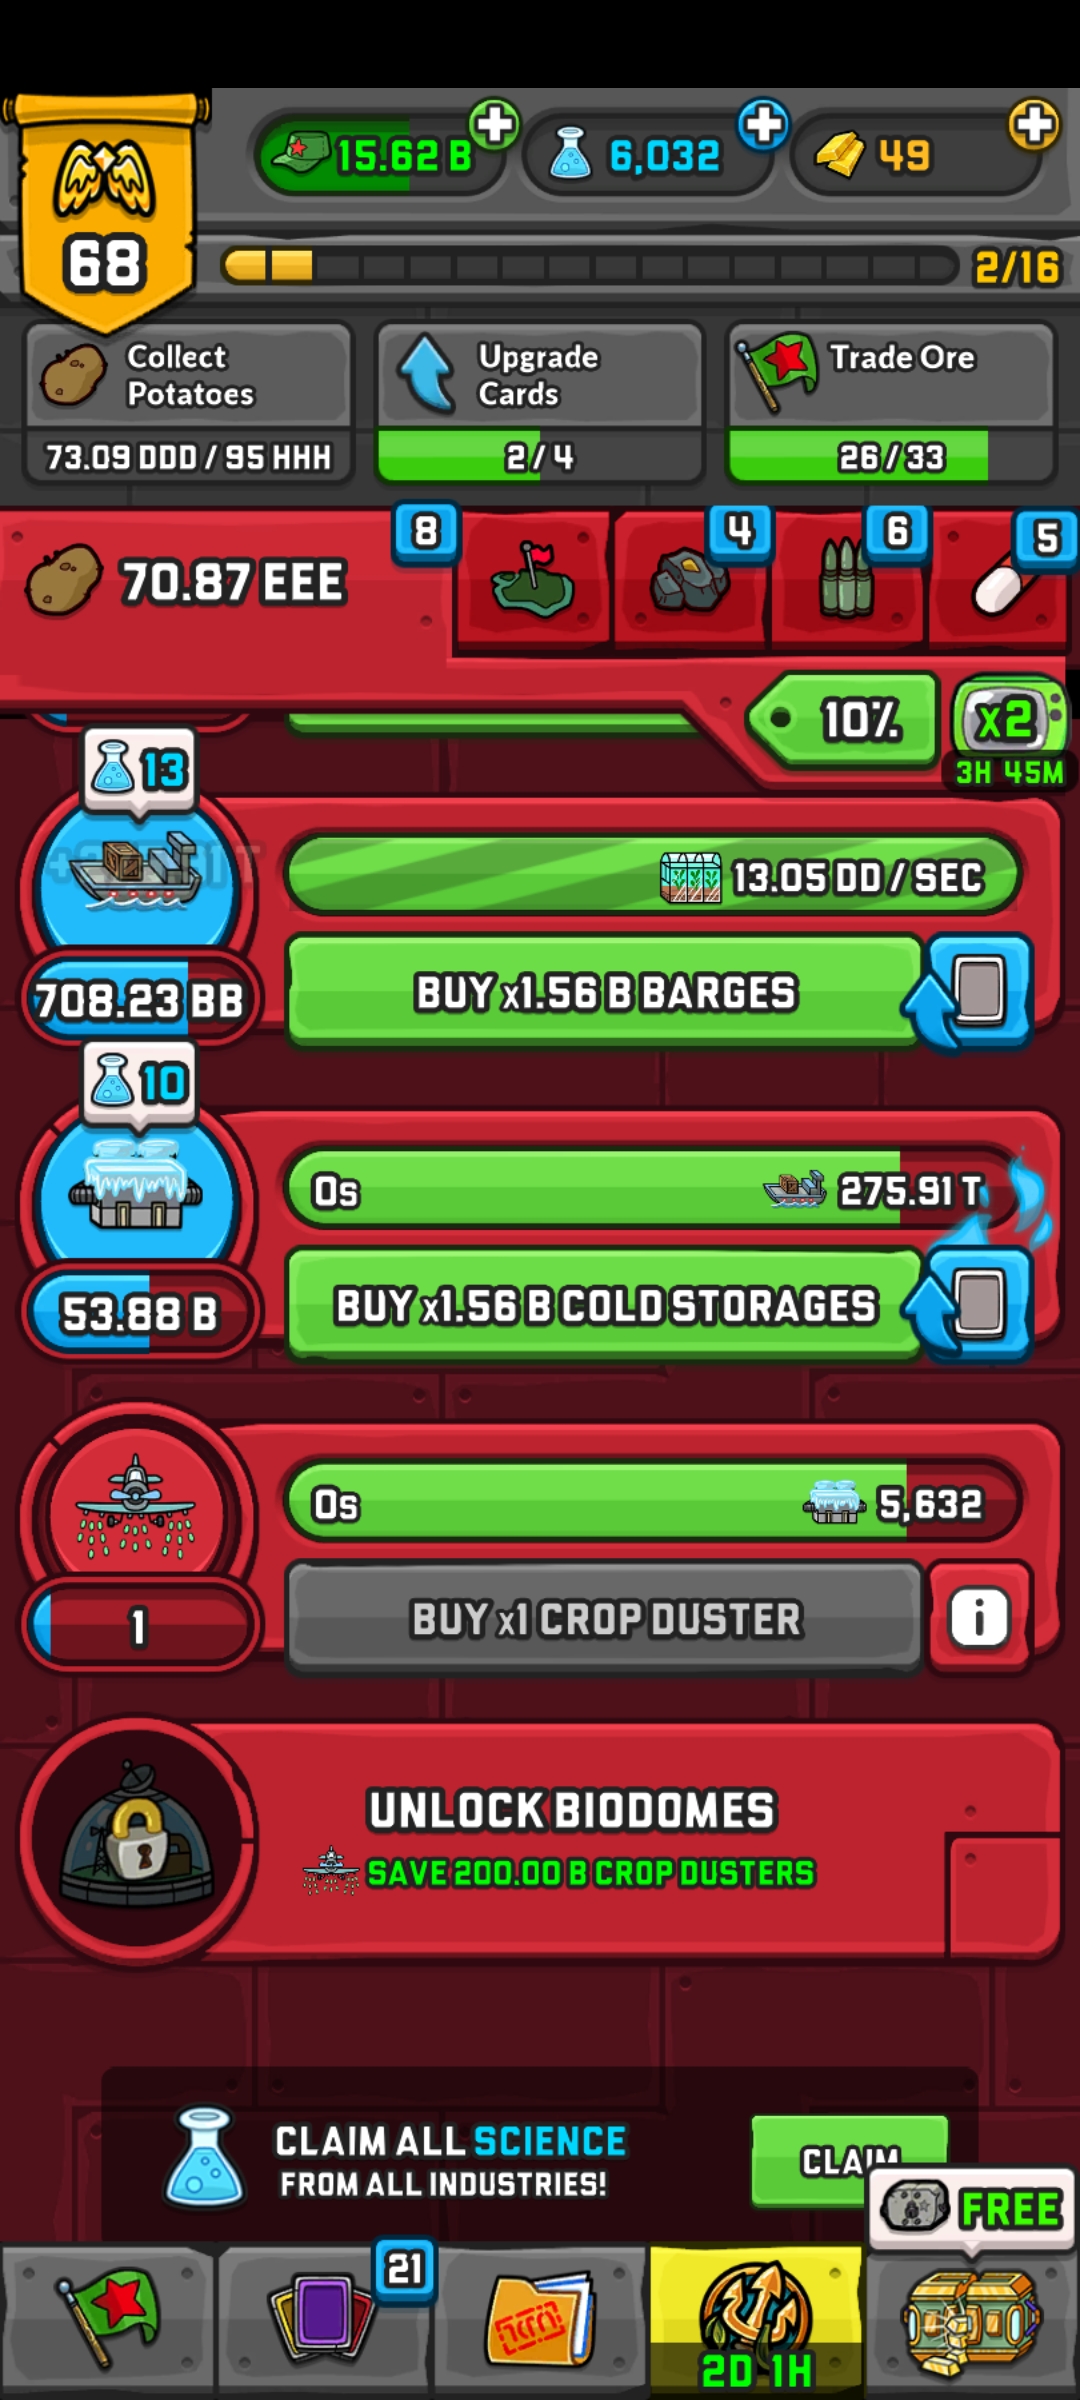 15.62 B
6,032
49
68
2/16
Collect
Potatoes
Upgrade
Cards
Trade Ore
73.09 DDD / 95 HHH
2/4
26/33
70.87 EEE
8
4
6
5
10%
x2
3H 45M
13
13.05 DD / SEC
708.23 BB
BUY x1.56 B BARGES
10
0s
275.91 T
53.88 B
BUY x1.56 B COLD STORAGES
0s
5,632
1
BUY x1 CROP DUSTER
i
UNLOCK BIODOMES
SAVE 200.00 B CROP DUSTERS
CLAIM ALL SCIENCE
FROM ALL INDUSTRIES!
CLAIM
FREE
21
2D 1H